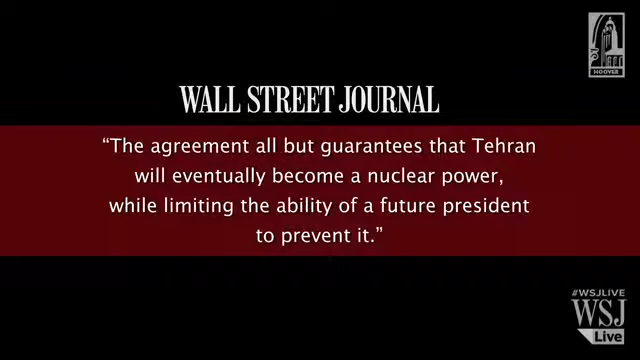 HOOVER
WALL STREET JOURNAL
“The agreement all but guarantees that Tehran
will eventually become a nuclear power,
while limiting the ability of a future president
to prevent it.”
#WSJLIVE
WSJ
Live